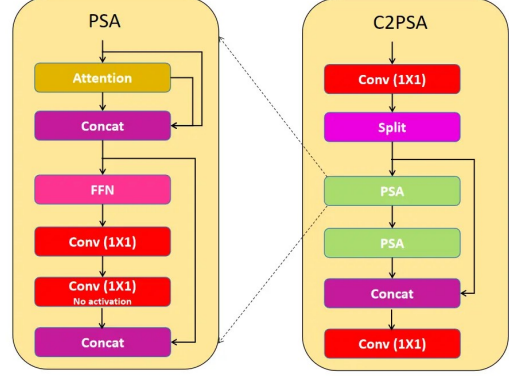 PSA
Attention
Concat
FFN
Conv (1X1)
Conv (1X1)
No activation
Concat
C2PSA
Conv (1X1)
Split
PSA
PSA
Concat
Conv (1X1)